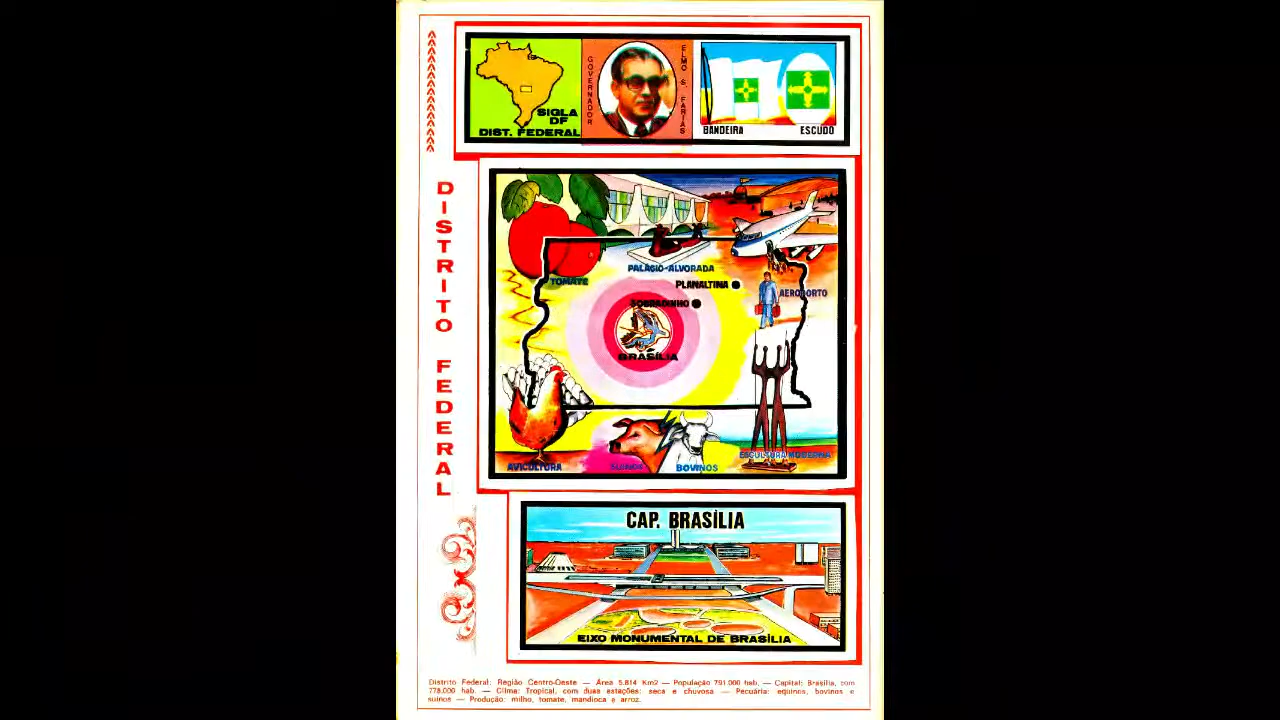 SIGLA
DF
DIST. FEDERAL
GOVERNADOR
ELMO S. FARIAS
BANDEIRA
ESCUDO
DISTRITO FEDERAL
TOMATE
PALÁCIO-ALVORADA
PLANALTINA
AEROPORTO
SOBRADINHO
BRASÍLIA
AVICULTURA
SUÍNOS
BOVINOS
ESCULTURA MODERNA
CAP. BRASÍLIA
EIXO MONUMENTAL DE BRASÍLIA
Distrito Federal: Região Centro-Oeste — Área 5.814 Km2 — População 791.000 hab. — Capital: Brasília, com
778.000 hab. — Clima: Tropical, com duas estações: seca e chuvosa — Pecuária: equinos, bovinos e
suínos — Produção: milho, tomate, mandioca e arroz.